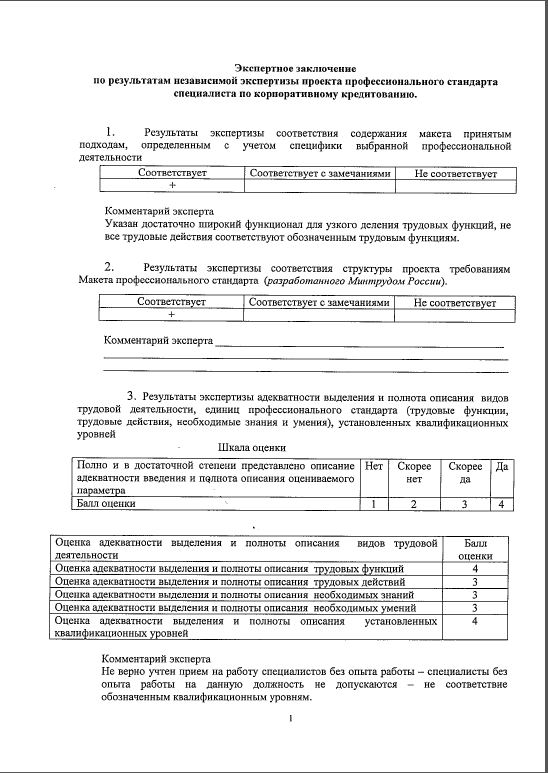 Экспертное заключение
по результатам независимой экспертизы проекта профессионального стандарта
специалиста по корпоративному кредитованию.
1. Результаты экспертизы соответствия содержания макета принятым
подходам, определенным с учетом специфики выбранной профессиональной
деятельности
Соответствует Соответствует с замечаниями Не соответствует
+
Комментарий эксперта
Указан достаточно широкий функционал для узкого деления трудовых функций, не
все трудовые действия соответствуют обозначенным трудовым функциям.
2. Результаты экспертизы соответствия структуры проекта требованиям
Макета профессионального стандарта (разработанного Минтрудом России).
Соответствует Соответствует с замечаниями Не соответствует
+
Комментарий эксперта
3. Результаты экспертизы адекватности выделения и полнота описания видов
трудовой деятельности, единиц профессионального стандарта (трудовые функции,
трудовые действия, необходимые знания и умения), установленных квалификационных
уровней
Шкала оценки
Полно и в достаточной степени представлено описание Нет Скорее Скорее Да
адекватности введения и полнота описания оцениваемого нет да
параметра
Балл оценки 1 2 3 4
Оценка адекватности выделения и полноты описания видов трудовой Балл
деятельности оценки
Оценка адекватности выделения и полноты описания трудовых функций 4
Оценка адекватности выделения и полноты описания трудовых действий 3
Оценка адекватности выделения и полноты описания необходимых знаний 3
Оценка адекватности выделения и полноты описания необходимых умений 3
Оценка адекватности выделения и полноты описания установленных 4
квалификационных уровней
Комментарий эксперта
Не верно учтен прием на работу специалистов без опыта работы – специалисты без
опыта работы на данную должность не допускаются – не соответствие
обозначенным квалификационным уровням.
1